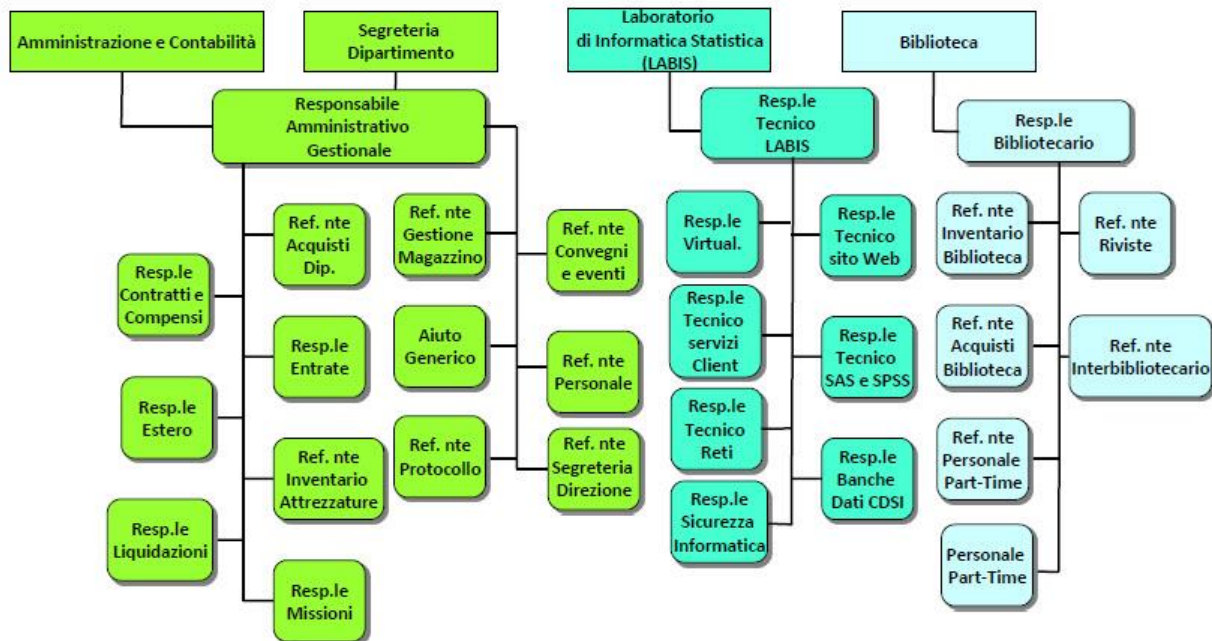 Amministrazione e Contabilità
Segreteria
Dipartimento
Laboratorio
di Informatica Statistica
(LABIS)
Biblioteca
Responsabile
Amministrativo
Gestionale
Resp.le
Tecnico
LABIS
Resp.le
Bibliotecario
Resp.le
Contratti e
Compensi
Resp.le
Estero
Resp.le
Liquidazioni
Ref. nte
Acquisti
Dip.
Resp.le
Entrate
Ref. nte
Inventario
Attrezzature
Resp.le
Missioni
Ref. nte
Gestione
Magazzino
Aiuto
Generico
Ref. nte
Protocollo
Ref. nte
Convegni
e eventi
Ref. nte
Personale
Ref. nte
Segreteria
Direzione
Resp.le
Virtual.
Resp.le
Tecnico
servizi
Client
Resp.le
Tecnico
Reti
Resp.le
Sicurezza
Informatica
Resp.le
Tecnico
sito Web
Resp.le
Tecnico
SAS e SPSS
Resp.le
Banche
Dati CDSI
Ref. nte
Inventario
Biblioteca
Ref. nte
Acquisti
Biblioteca
Ref. nte
Personale
Part-Time
Personale
Part-Time
Ref. nte
Riviste
Ref. nte
Interbibliotecario